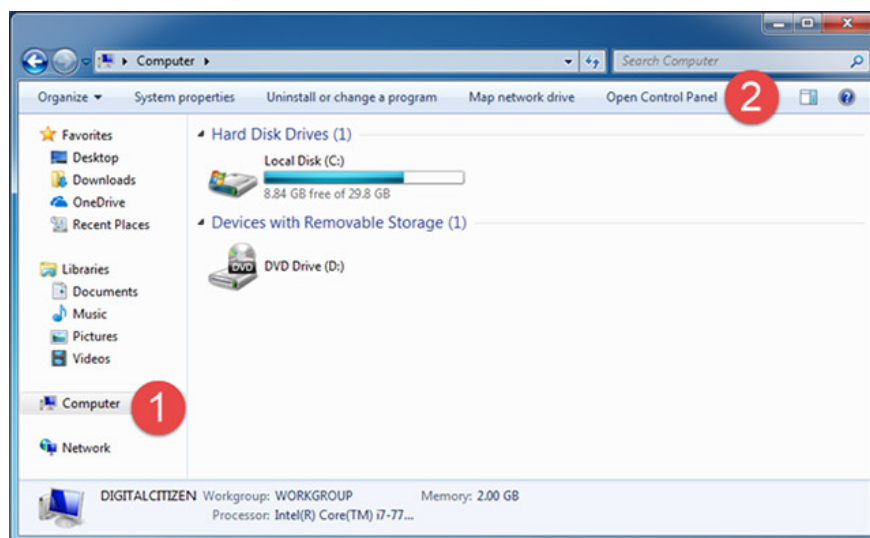 Computer
Search Computer
Organize System properties Uninstall or change a program Map network drive Open Control Panel 2
Favorites
Desktop
Downloads
OneDrive
Recent Places
Libraries
Documents
Music
Pictures
Videos
Computer 1
Network
Hard Disk Drives (1)
Local Disk (C:)
8.84 GB free of 29.8 GB
Devices with Removable Storage (1)
DVD
DVD Drive (D:)
DIGITALCITIZEN Workgroup: WORKGROUP Memory: 2.00 GB
Processor: Intel(R) Core(TM) i7-77...